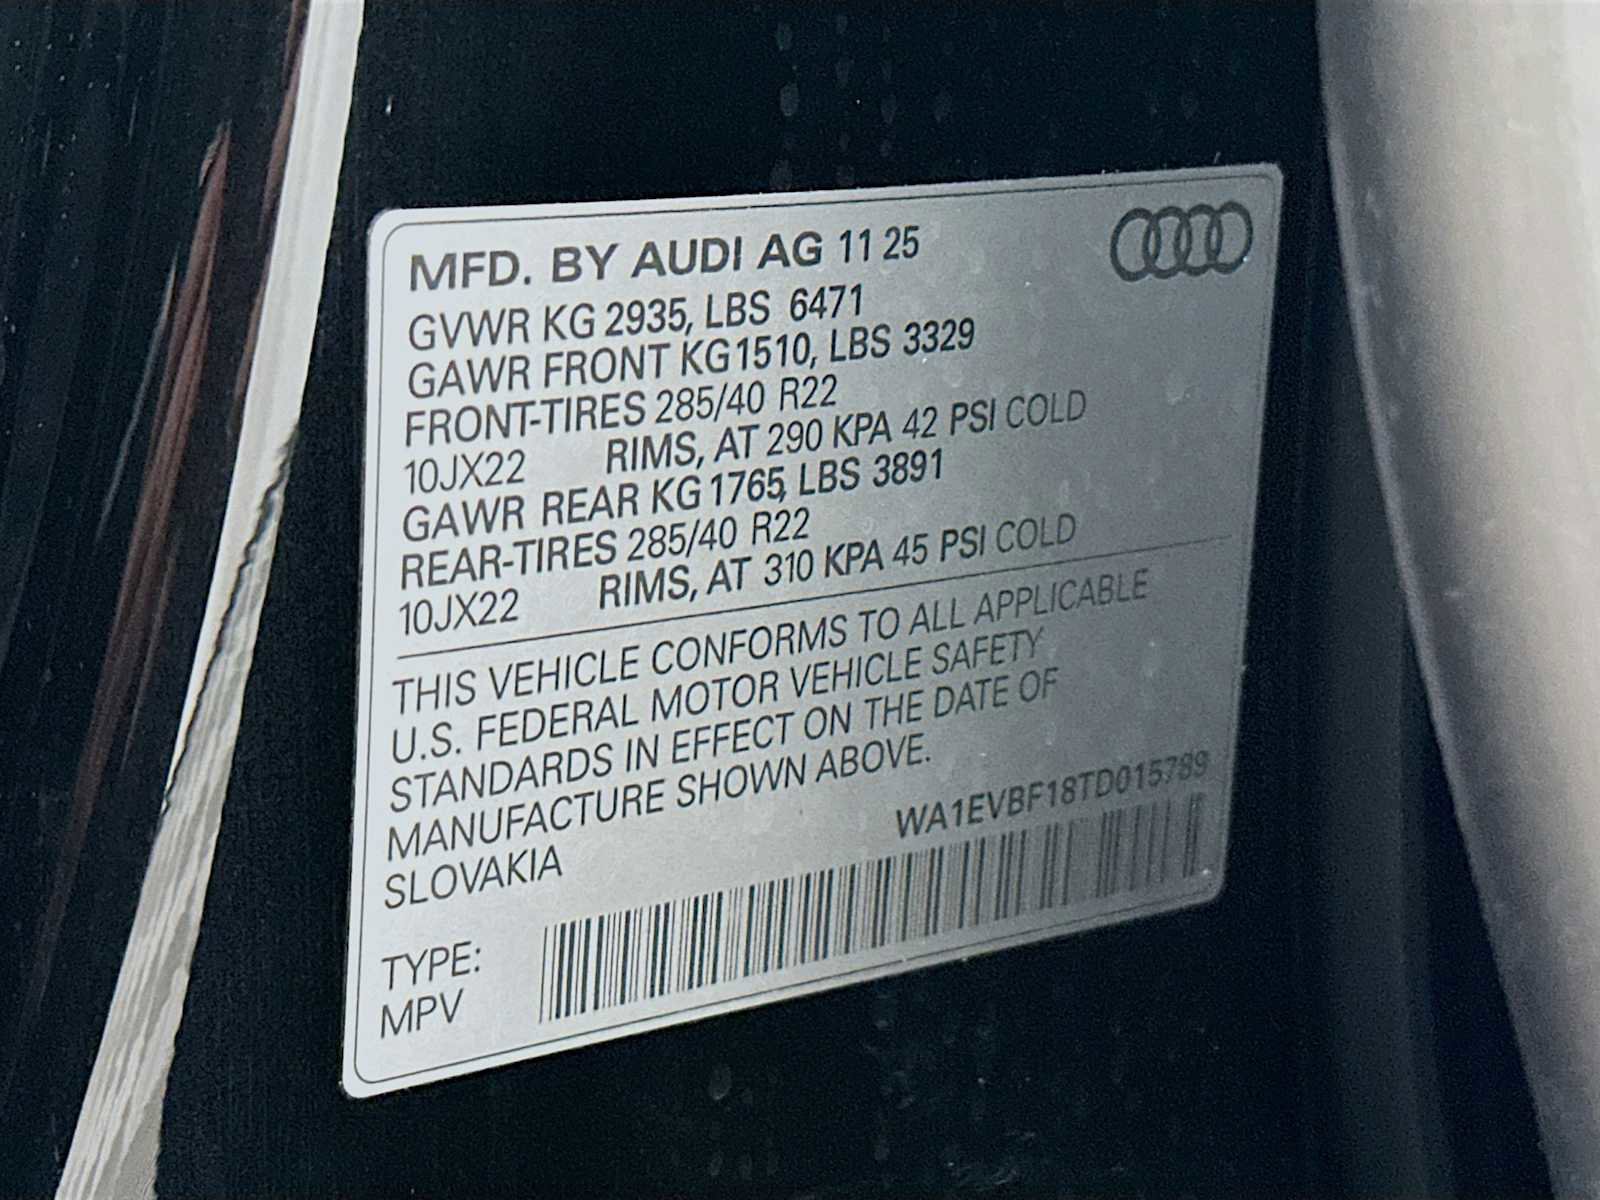 MFD. BY AUDI AG 11 25
GVWR KG 2935, LBS 6471
GAWR FRONT KG 1510, LBS 3329
FRONT-TIRES 285/40 R22
10JX22 RIMS, AT 290 KPA 42 PSI COLD
GAWR REAR KG 1765, LBS 3891
REAR-TIRES 285/40 R22
10JX22 RIMS, AT 310 KPA 45 PSI COLD
THIS VEHICLE CONFORMS TO ALL APPLICABLE
U.S. FEDERAL MOTOR VEHICLE SAFETY
STANDARDS IN EFFECT ON THE DATE OF
MANUFACTURE SHOWN ABOVE.
SLOVAKIA
WA1EVBF18TD015789
TYPE:
MPV